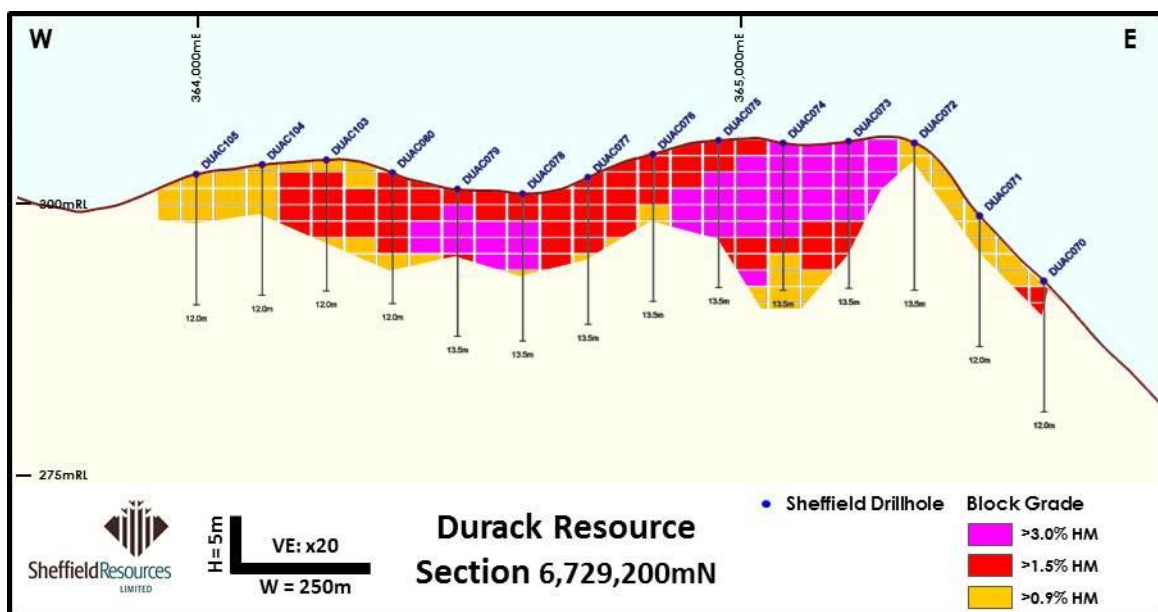 W
E
364,000mE
365,000mE
DUAC105
DUAC104
DUAC103
DUAC080
DUAC079
DUAC078
DUAC077
DUAC076
DUAC075
DUAC074
DUAC073
DUAC072
DUAC071
DUAC070
300mRL
12.0m
12.0m
12.0m
12.0m
13.5m
13.5m
13.5m
13.5m
13.5m
13.5m
13.5m
13.5m
12.0m
12.0m
275mRL
SheffieldResources
LIMITED
H = 5m
VE: x20
W = 250m
Durack Resource
Section 6,729,200mN
Sheffield Drillhole
Block Grade
>3.0% HM
>1.5% HM
>0.9% HM